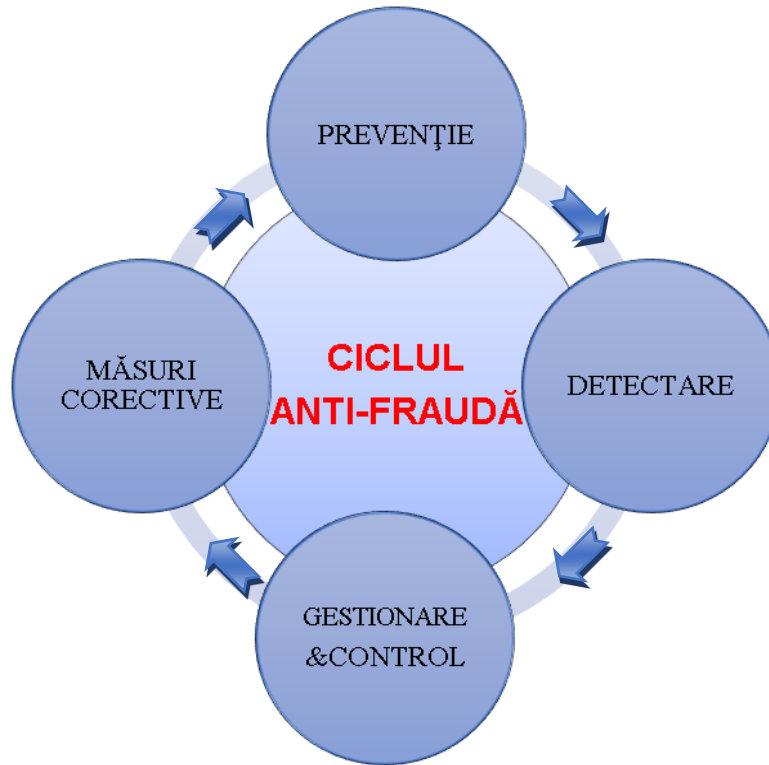 PREVENŢIE
DETECTARE
GESTIONARE
&CONTROL
MĂSURI
CORECTIVE
CICLUL
ANTI-FRAUDĂ